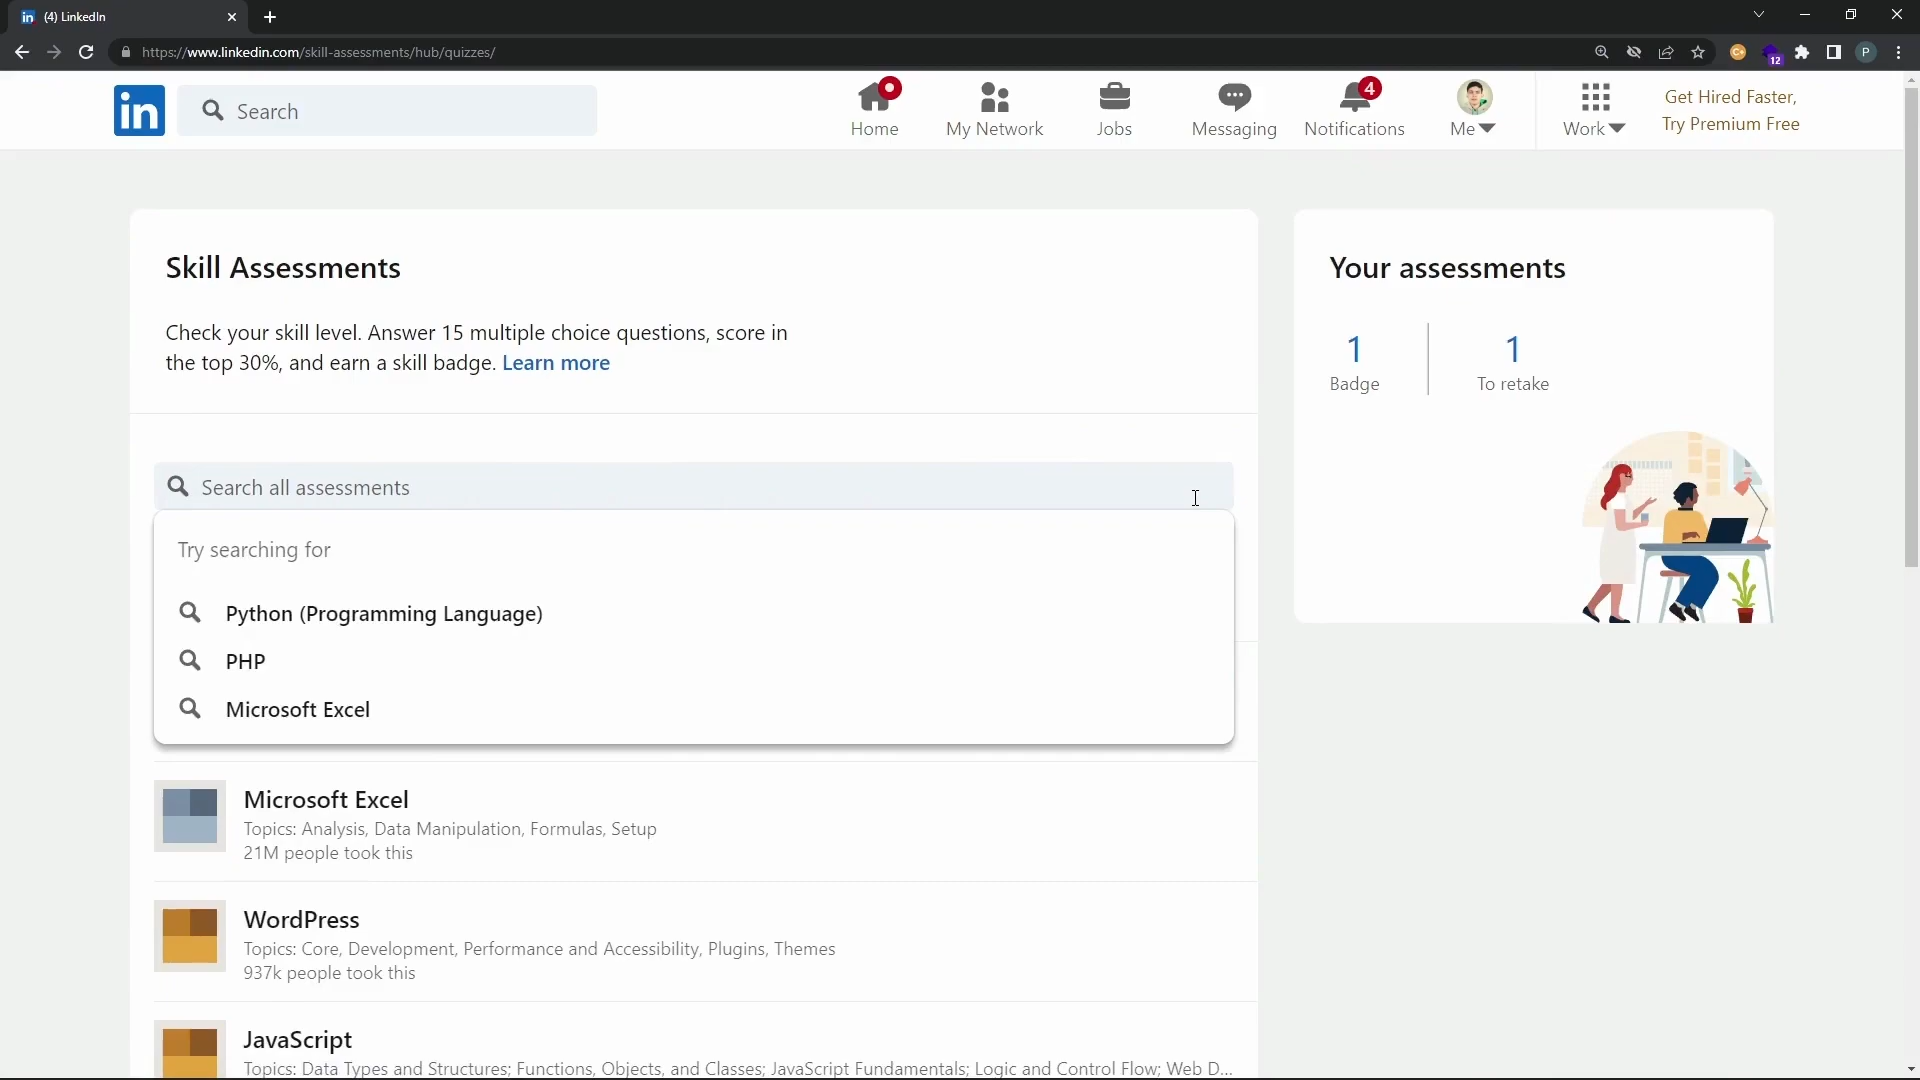 (4) LinkedIn
https://www.linkedin.com/skill-assessments/hub/quizzes/
12
P
in
Search
Home
My Network
Jobs
Messaging
4
Notifications
Me
Work
Get Hired Faster,
Try Premium Free
Skill Assessments
Check your skill level. Answer 15 multiple choice questions, score in
the top 30%, and earn a skill badge. Learn more
Your assessments
1
Badge
1
To retake
Search all assessments
Try searching for
Python (Programming Language)
PHP
Microsoft Excel
Microsoft Excel
Topics: Analysis, Data Manipulation, Formulas, Setup
21M people took this
WordPress
Topics: Core, Development, Performance and Accessibility, Plugins, Themes
937k people took this
JavaScript
Topics: Data Types and Structures; Functions, Objects, and Classes; JavaScript Fundamentals; Logic and Control Flow; Web D...